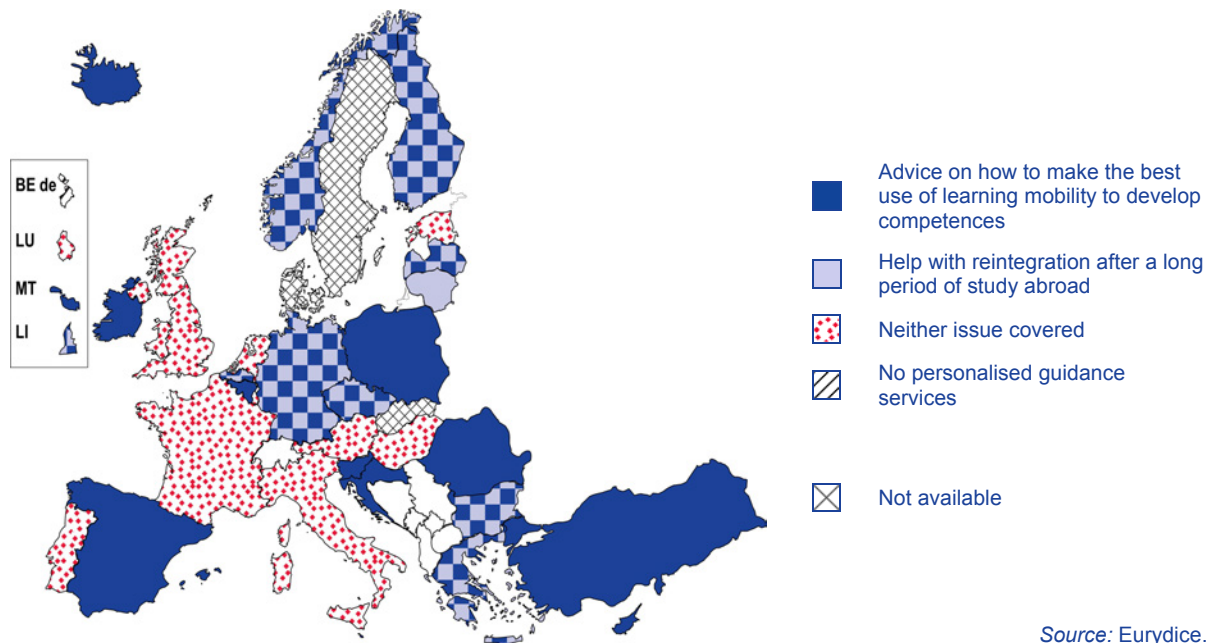 BE de
LU
MT
LI
Advice on how to make the best
use of learning mobility to develop
competences
Help with reintegration after a long
period of study abroad
Neither issue covered
No personalised guidance
services
Not available
Source: Eurydice.